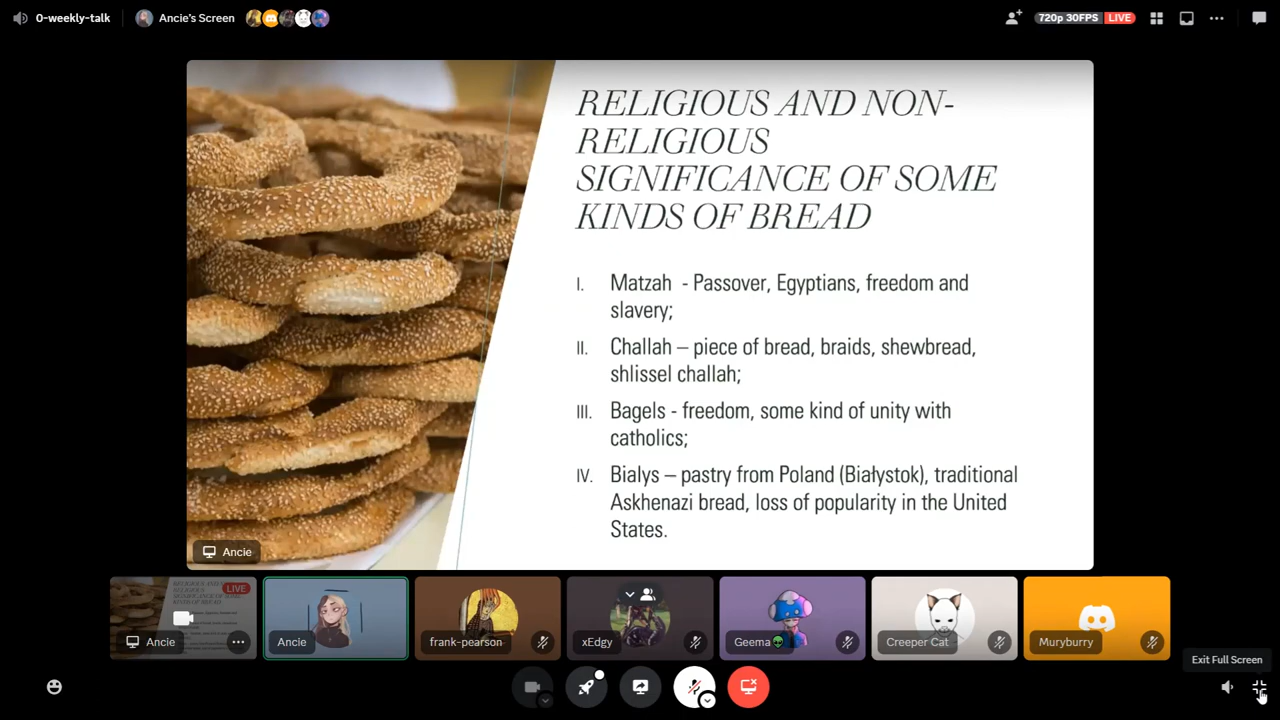 0-weekly-talk
Ancie's Screen
720p 30FPS
LIVE
RELIGIOUS AND NON-
RELIGIOUS
SIGNIFICANCE OF SOME
KINDS OF BREAD
I. Matzah - Passover, Egyptians, freedom and
slavery;
II. Challah – piece of bread, braids, shewbread,
shlissel challah;
III. Bagels - freedom, some kind of unity with
catholics;
IV. Bialys – pastry from Poland (Białystok), traditional
Askhenazi bread, loss of popularity in the United
States.
Ancie
LIVE
Ancie
Ancie
frank-pearson
xEdgy
Geema
Creeper Cat
Muryburry
Exit Full Screen